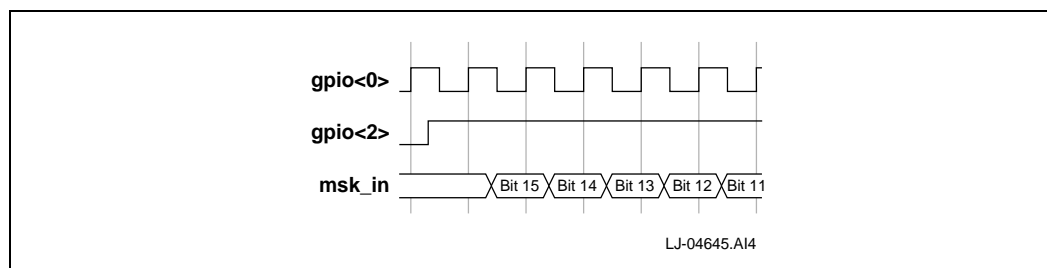 gpio<0>
gpio<2>
msk_in Bit 15 Bit 14 Bit 13 Bit 12 Bit 11
LJ-04645.AI4